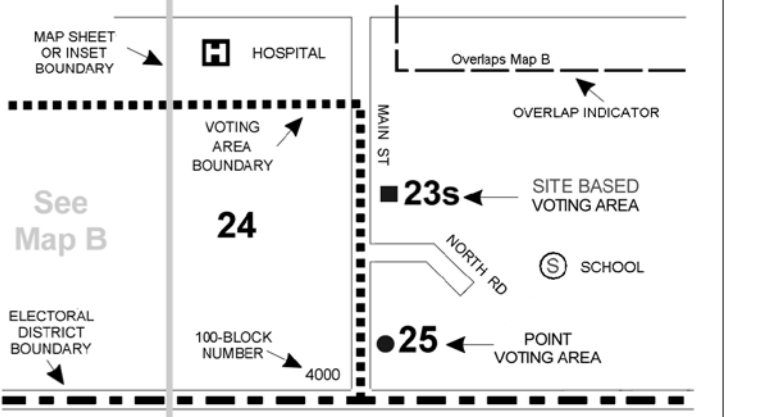 MAP SHEET
OR INSET
BOUNDARY
H
HOSPITAL
Overlaps Map B
OVERLAP INDICATOR
VOTING
AREA
BOUNDARY
MAIN ST
See
Map B
24
23s
SITE BASED
VOTING AREA
NORTH RD
S
SCHOOL
ELECTORAL
DISTRICT
BOUNDARY
100-BLOCK
NUMBER
4000
25
POINT
VOTING AREA